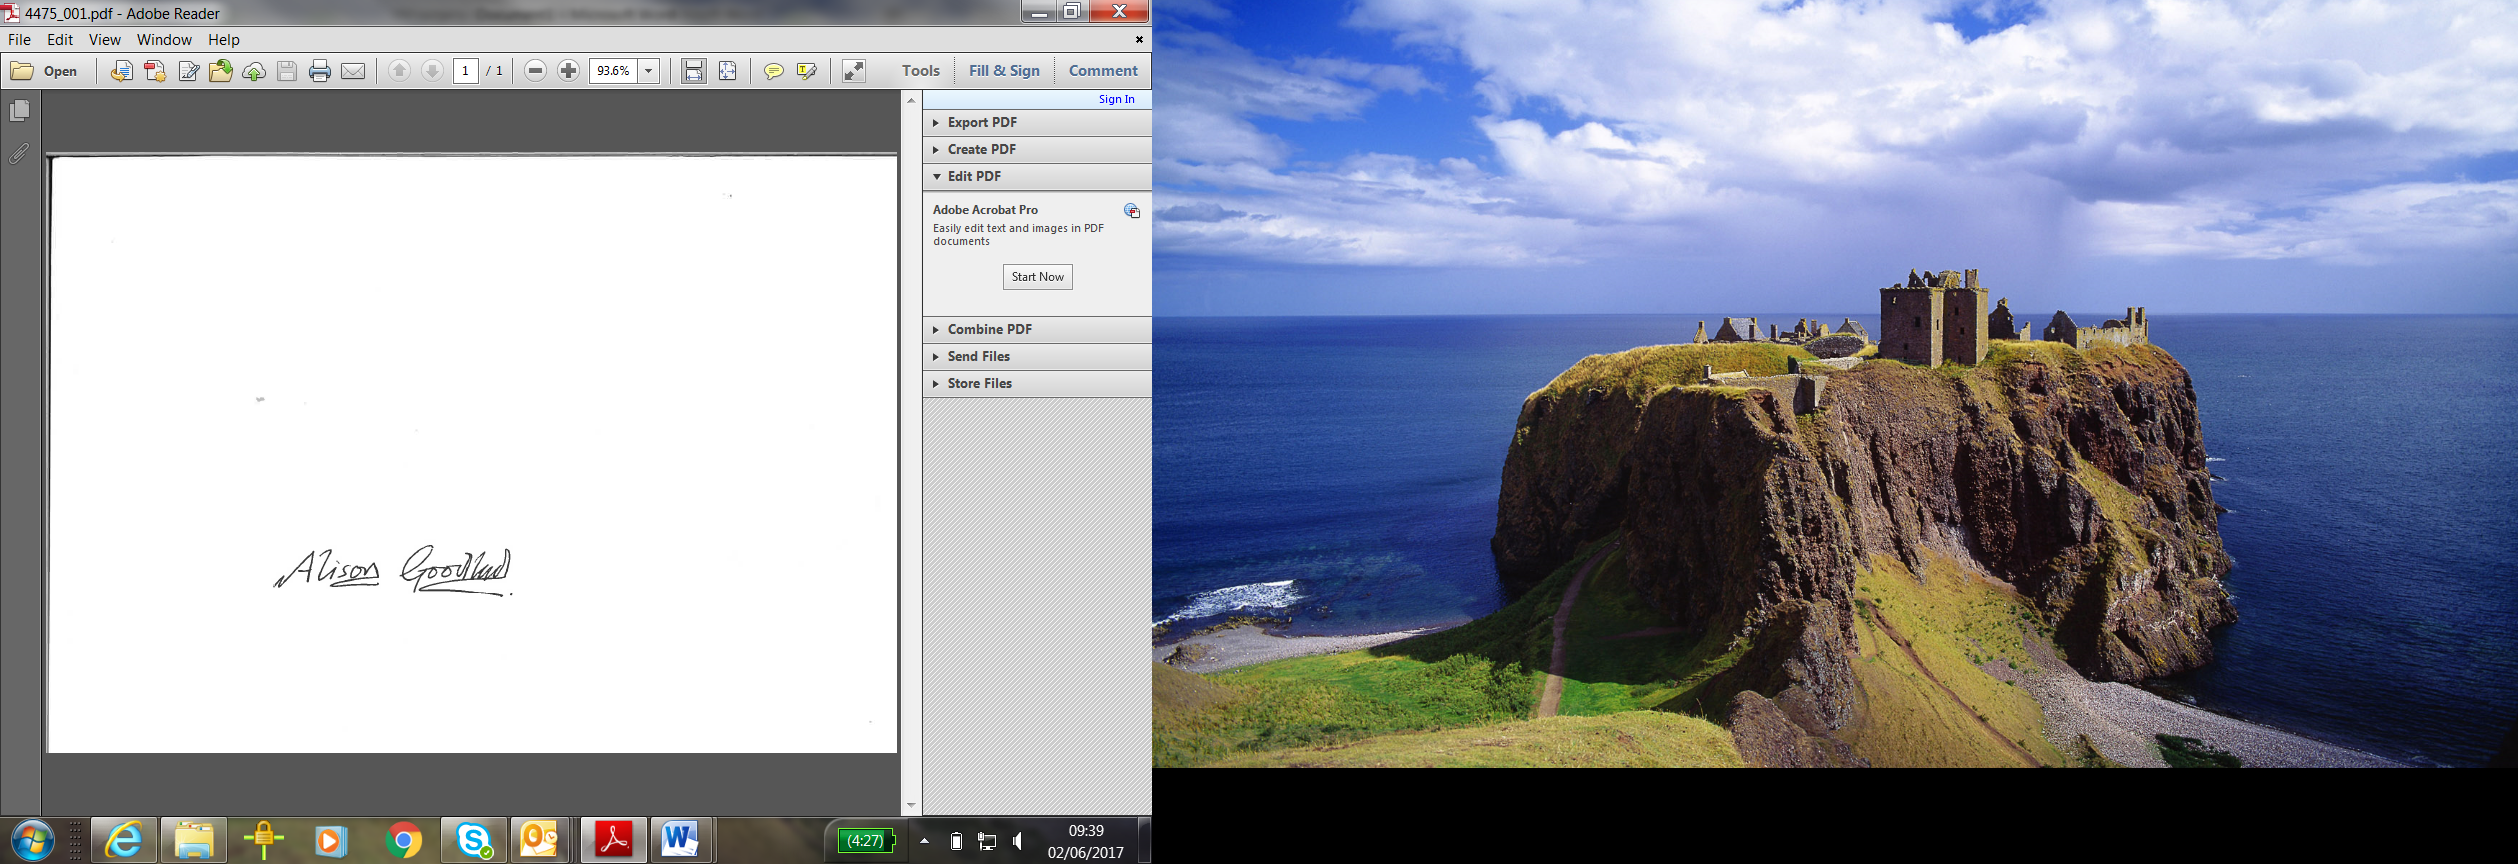 4475_001.pdf - Adobe Reader
File Edit View Window Help
Open 1 / 1 93.6% Tools Fill & Sign Comment
Sign In
Export PDF
Create PDF
Edit PDF
Adobe Acrobat Pro
Easily edit text and images in PDF
documents
Start Now
Combine PDF
Send Files
Store Files
Alison
(4:27)
09:39
02/06/2017